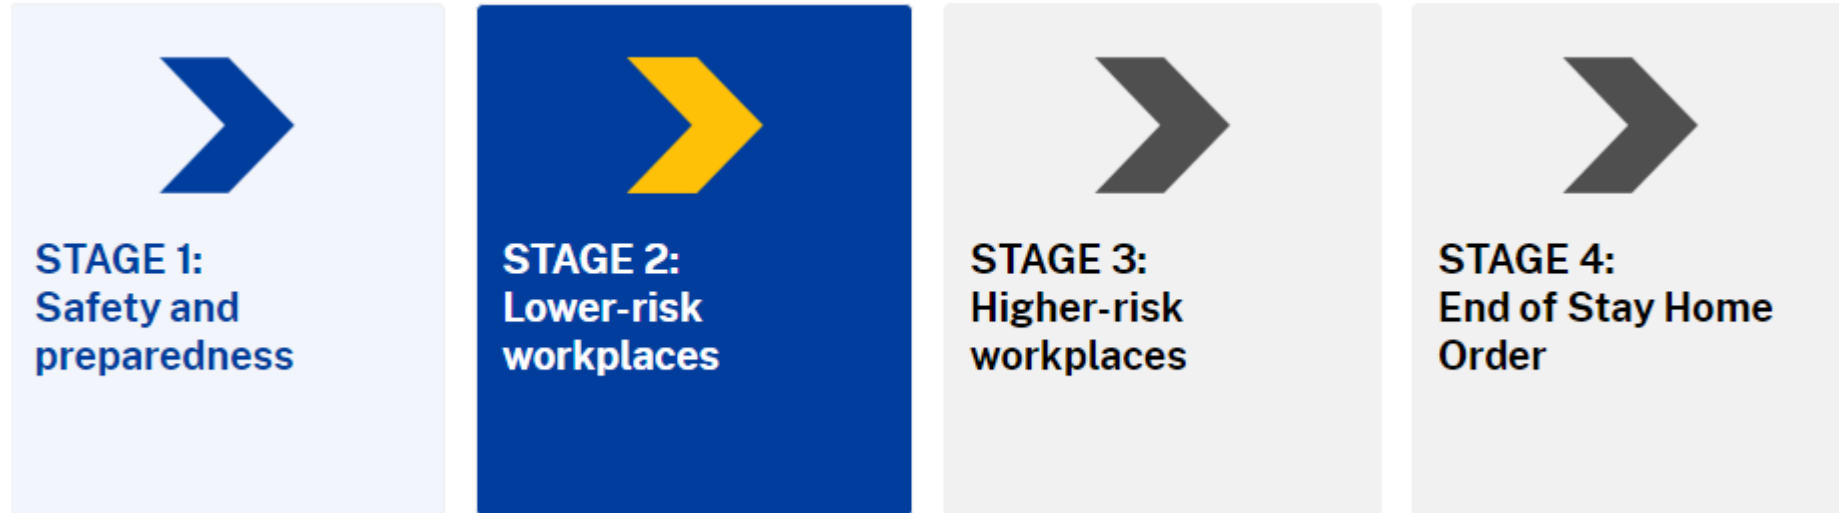 STAGE 1:
Safety and
preparedness
STAGE 2:
Lower-risk
workplaces
STAGE 3:
Higher-risk
workplaces
STAGE 4:
End of Stay Home
Order